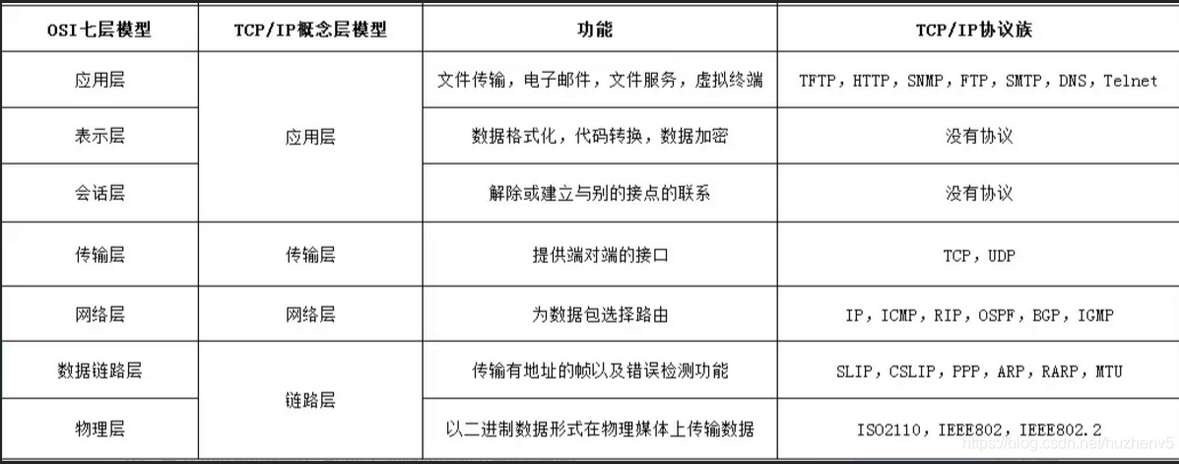 OSI七层模型 TCP/IP概念层模型 功能 TCP/IP协议族
应用层 文件传输，电子邮件，文件服务，虚拟终端 TFTP，HTTP，SNMP，FTP，SMTP，DNS，Telnet
表示层 应用层 数据格式化，代码转换，数据加密 没有协议
会话层 解除或建立与别的接点的联系 没有协议
传输层 传输层 提供端对端的接口 TCP，UDP
网络层 网络层 为数据包选择路由 IP，ICMP，RIP，OSPF，BGP，IGMP
数据链路层 传输有地址的帧以及错误检测功能 SLIP，CSLIP，PPP，ARP，RARP，MTU
链路层
物理层 以二进制数据形式在物理媒体上传输数据 ISO2110，IEEE802，IEEE802.2
https://blog.csdn.net/huzhenv5